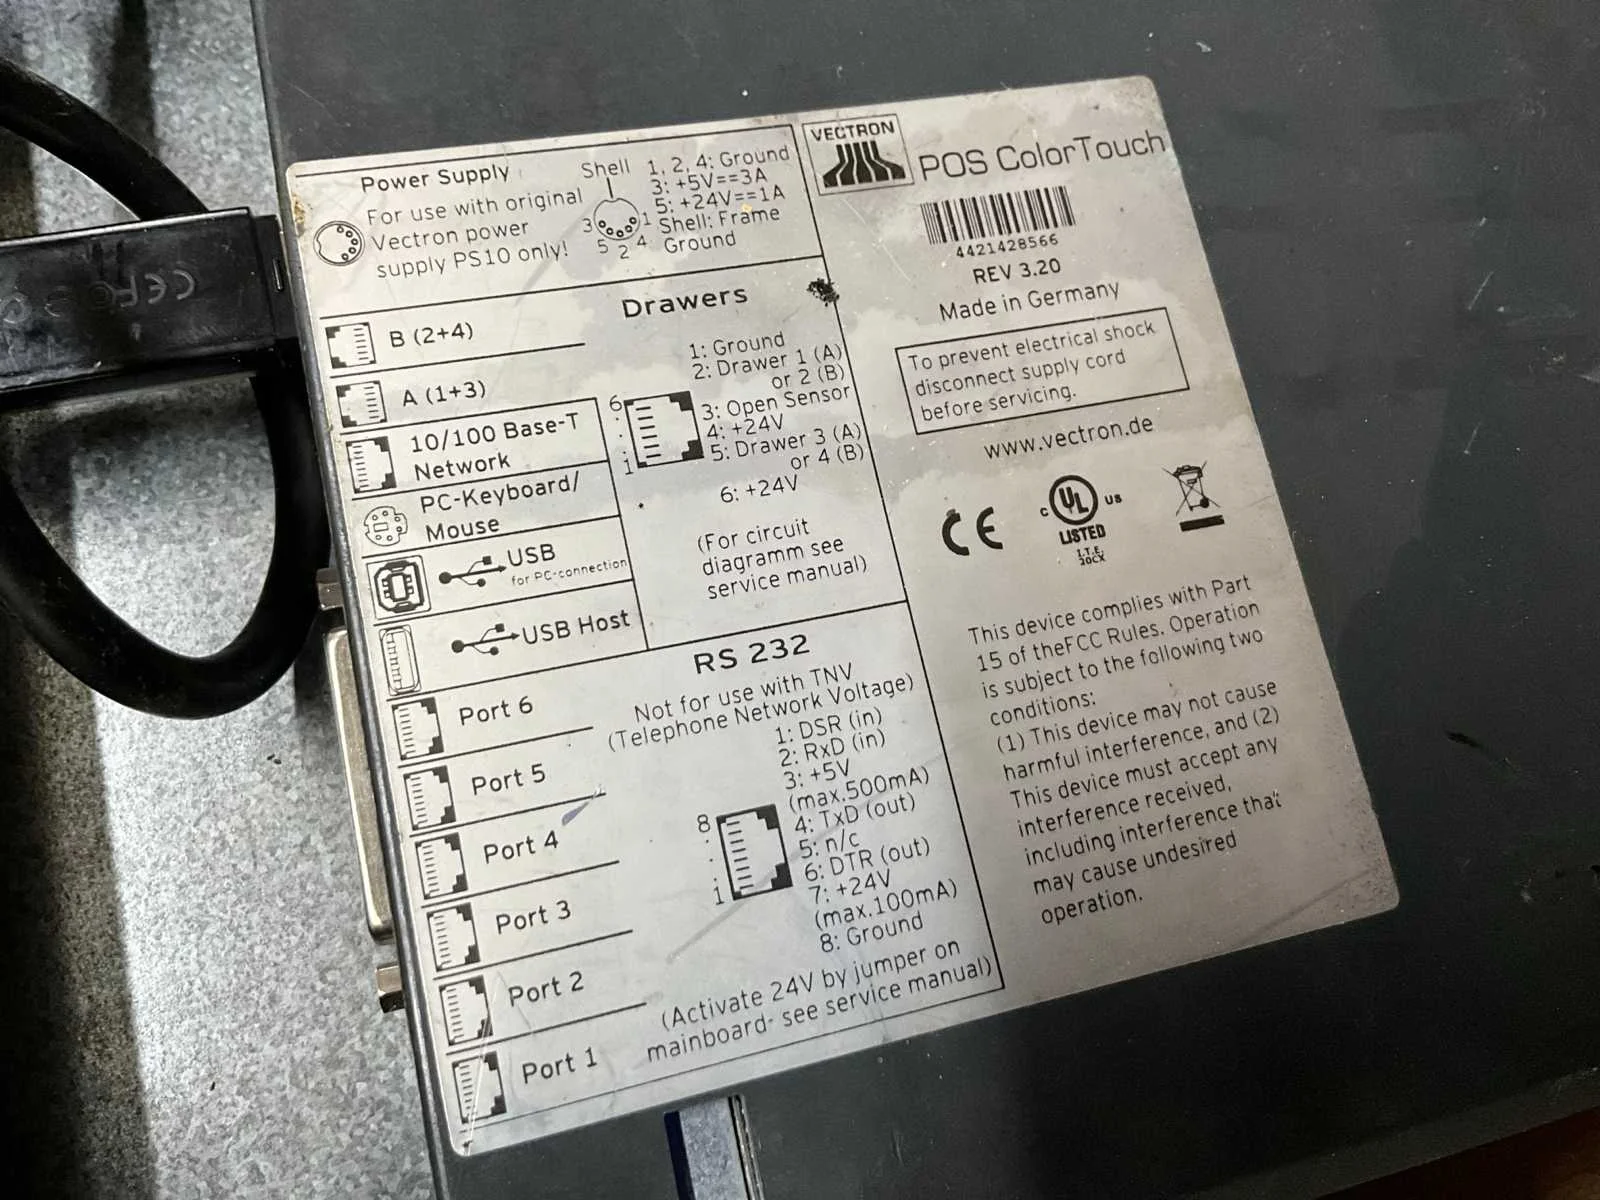 Power Supply
For use with original
Vectron power
supply PS10 only!
Shell
3 1
5 2 4
1, 2, 4: Ground
3: +5V==3A
5: +24V==1A
Shell: Frame
Ground
B (2+4)
A (1+3)
10/100 Base-T
Network
PC-Keyboard/
Mouse
USB
for PC-connection
USB Host
Drawers
6
1
1: Ground
2: Drawer 1 (A)
or 2 (B)
3: Open Sensor
4: +24V
5: Drawer 3 (A)
or 4 (B)
6: +24V
(For circuit
diagramm see
service manual)
Port 6
Port 5
Port 4
Port 3
Port 2
Port 1
RS 232
Not for use with TNV
(Telephone Network Voltage)
8
1
1: DSR (in)
2: RxD (in)
3: +5V
(max.500mA)
4: TxD (out)
5: n/c
6: DTR (out)
7: +24V
(max.100mA)
8: Ground
(Activate 24V by jumper on
mainboard- see service manual)
VECTRON
POS ColorTouch
4421428566
REV 3.20
Made in Germany
To prevent electrical shock
disconnect supply cord
before servicing.
www.vectron.de
CE
C UL US
LISTED
I.T.E.
30CX
This device complies with Part
15 of theFCC Rules. Operation
is subject to the following two
conditions:
(1) This device may not cause
harmful interference, and (2)
This device must accept any
interference received,
including interference that
may cause undesired
operation.